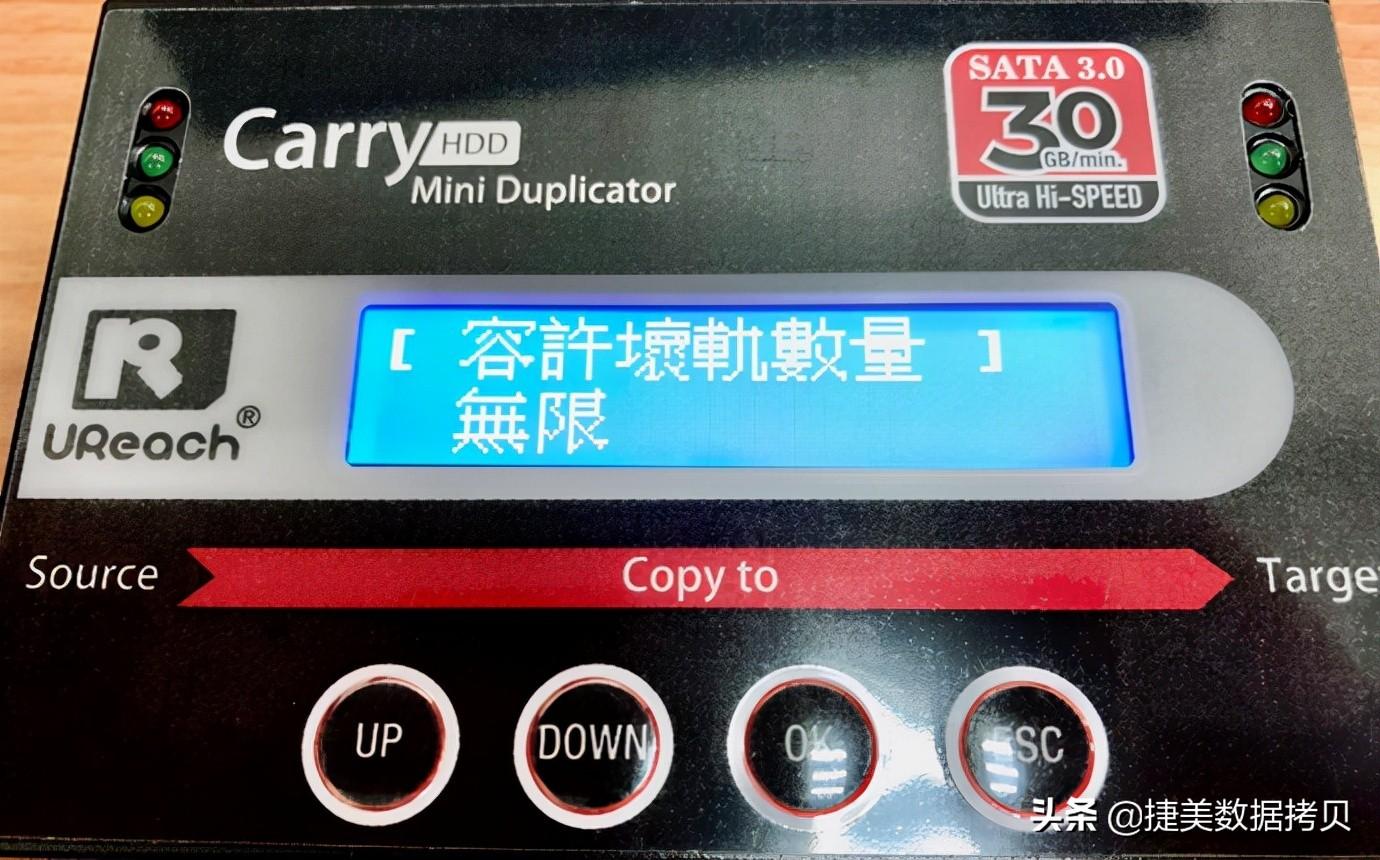 Carry HDD
Mini Duplicator
SATA 3.0
30
GB/min.
Ultra Hi-SPEED
UReach®
[ 容許壞軌數量 ]
無限
Source
Copy to
Targe
UP
DOWN
OK
ESC
头条 @捷美数据拷贝